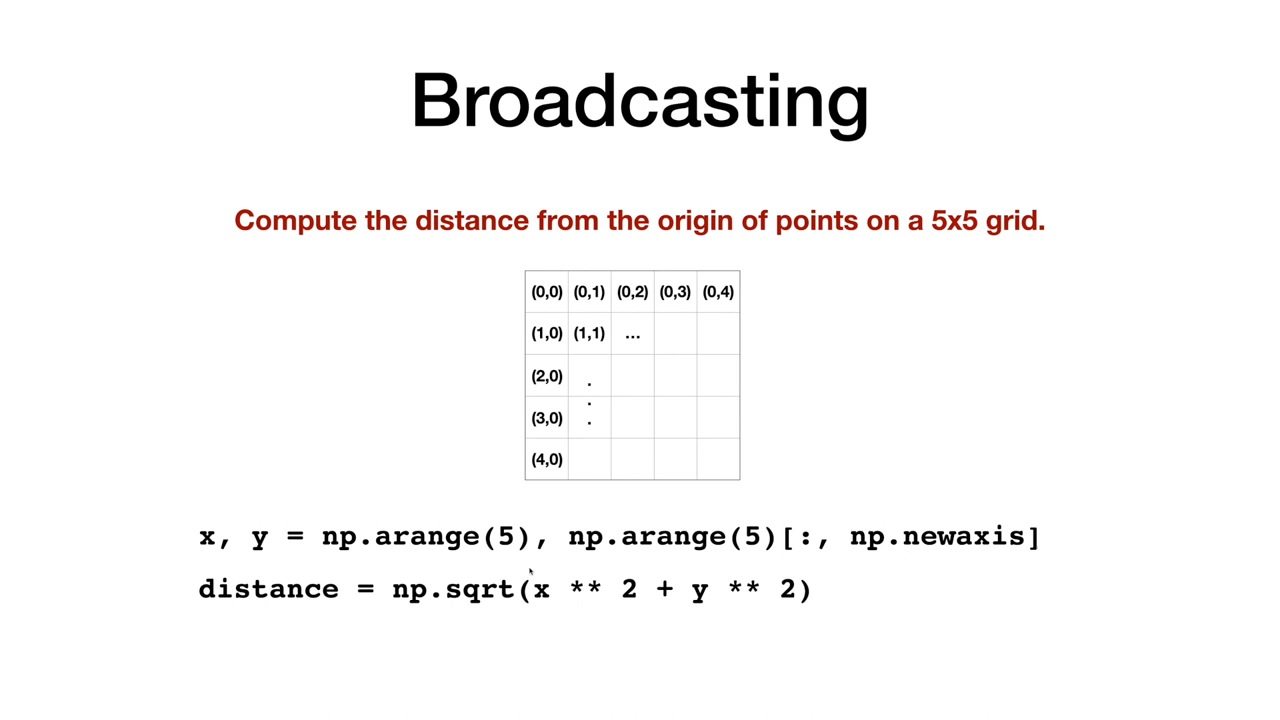 Broadcasting
Compute the distance from the origin of points on a 5x5 grid.
(0,0) (0,1) (0,2) (0,3) (0,4)
(1,0) (1,1) ...
(2,0) .
.
(3,0) .
(4,0)
x, y = np.arange(5), np.arange(5)[:, np.newaxis]
distance = np.sqrt(x ** 2 + y ** 2)